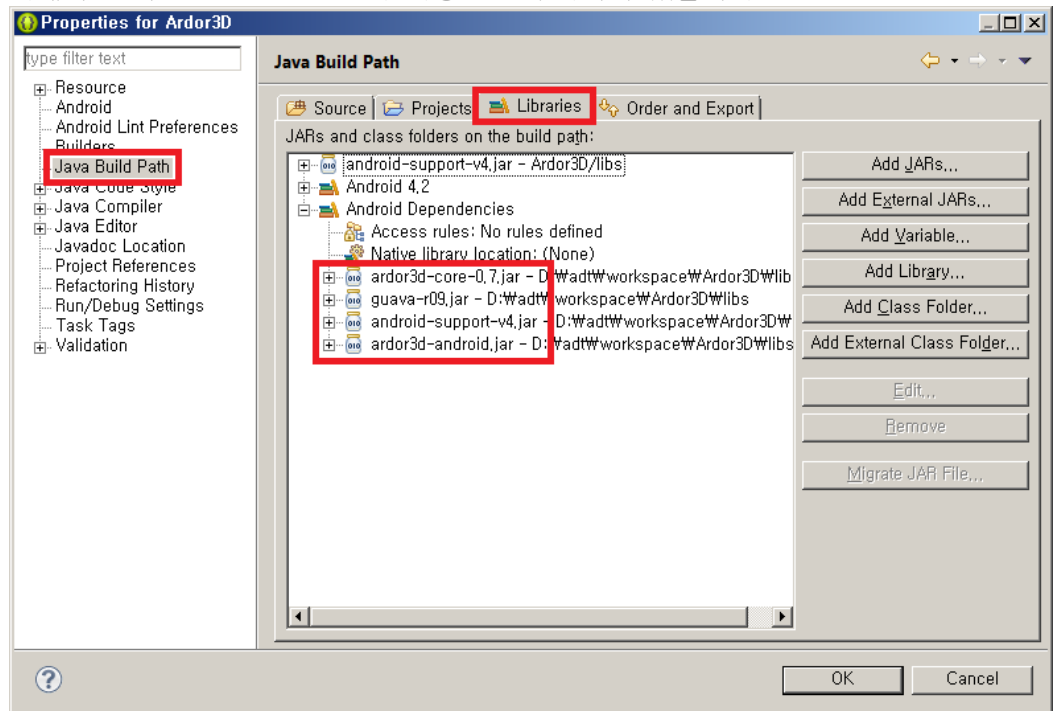 Properties for Ardor3D
type filter text
Resource
Android
Android Lint Preferences
Builders
Java Build Path
Java Code Style
Java Compiler
Java Editor
Javadoc Location
Project References
Refactoring History
Run/Debug Settings
Task Tags
Validation
Java Build Path
Source
Projects
Libraries
Order and Export
JARs and class folders on the build path:
android-support-v4.jar - Ardor3D/libs
Android 4.2
Android Dependencies
Access rules: No rules defined
Native library location: (None)
ardor3d-core-0.7.jar - D:₩adt₩workspace₩Ardor3D₩lib
guava-r09.jar - D:₩adt₩workspace₩Ardor3D₩libs
android-support-v4.jar - D:₩adt₩workspace₩Ardor3D₩
ardor3d-android.jar - D:₩adt₩workspace₩Ardor3D₩libs
Add JARs...
Add External JARs...
Add Variable...
Add Library...
Add Class Folder...
Add External Class Folder...
Edit...
Remove
Migrate JAR File...
OK
Cancel